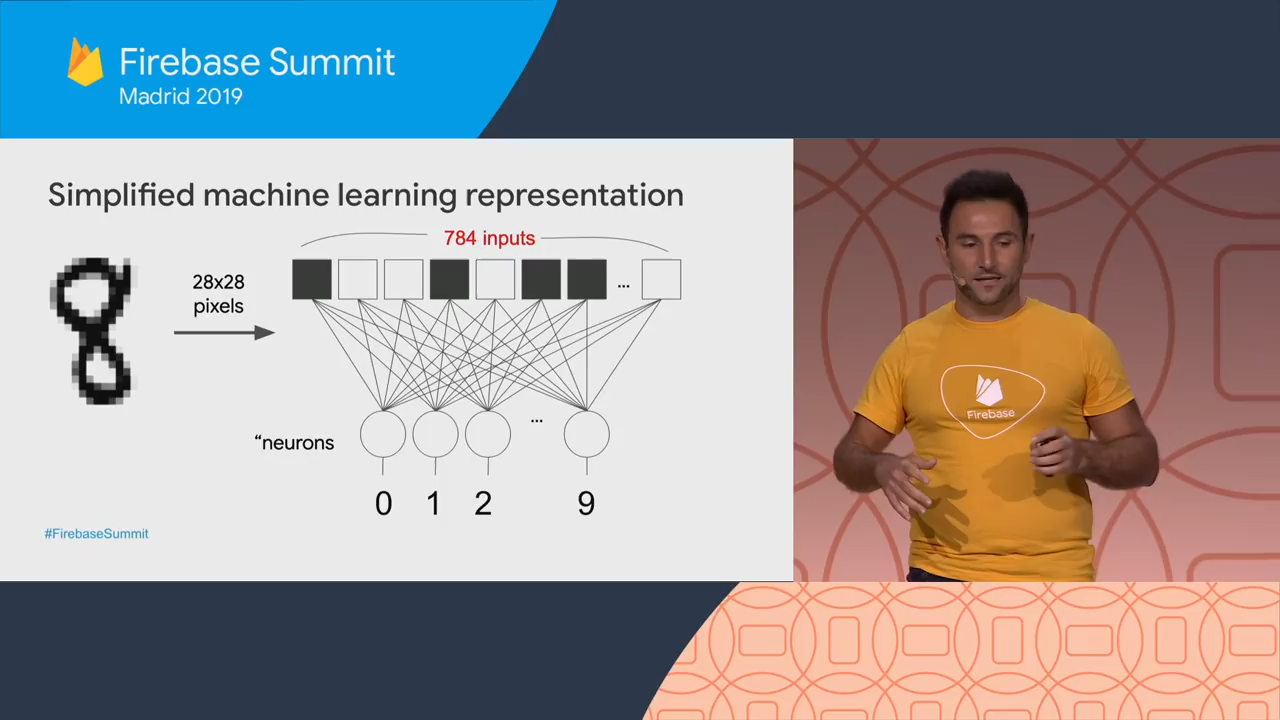 Firebase Summit
Madrid 2019
Simplified machine learning representation
784 inputs
28x28
pixels
...
...
“neurons
0 1 2 9
#FirebaseSummit
Firebase